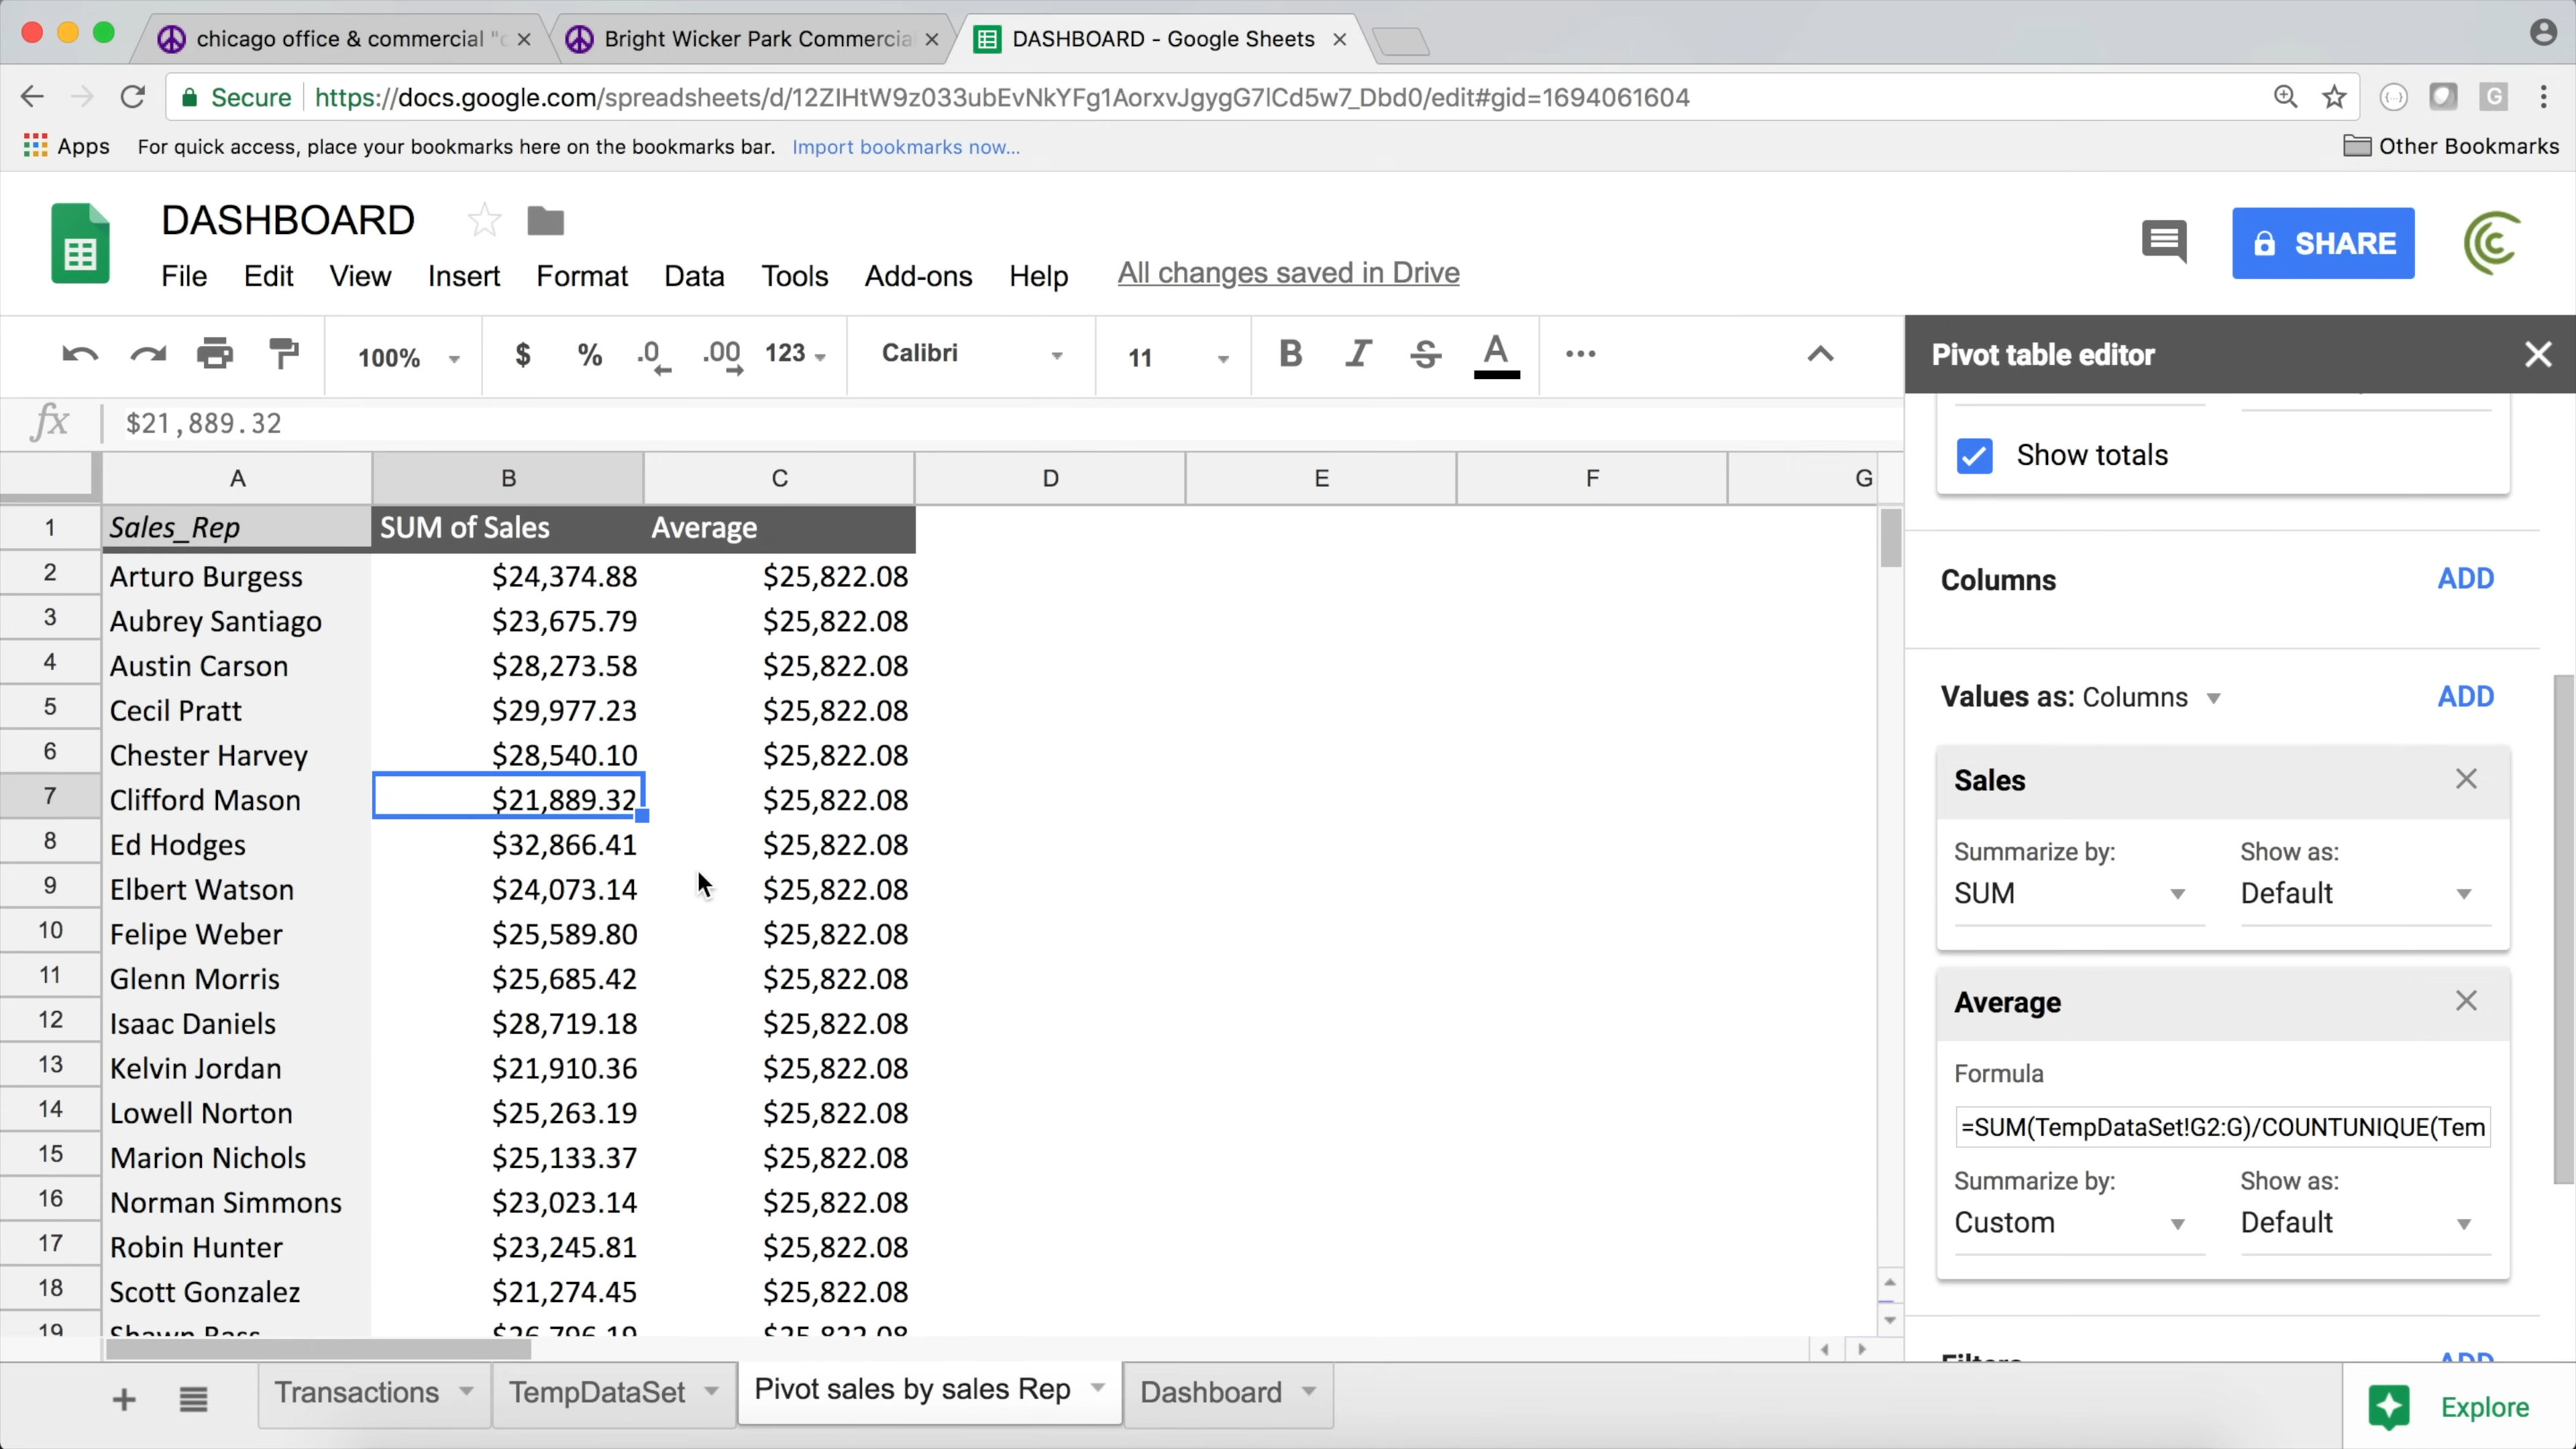 chicago office & commercial "c
Bright Wicker Park Commercial
DASHBOARD - Google Sheets
Secure
https://docs.google.com/spreadsheets/d/12ZIHtW9z033ubEvNkYFg1AorxvJgygG7lCd5w7_Dbd0/edit#gid=1694061604
G
Apps
For quick access, place your bookmarks here on the bookmarks bar.
Import bookmarks now...
Other Bookmarks
DASHBOARD
File Edit View Insert Format Data Tools Add-ons Help
All changes saved in Drive
SHARE
100% $ % .0 .00 123 Calibri 11 B I S A
fx $21,889.32
A B C D E F G
1 Sales_Rep SUM of Sales Average
2 Arturo Burgess $24,374.88 $25,822.08
3 Aubrey Santiago $23,675.79 $25,822.08
4 Austin Carson $28,273.58 $25,822.08
5 Cecil Pratt $29,977.23 $25,822.08
6 Chester Harvey $28,540.10 $25,822.08
7 Clifford Mason $21,889.32 $25,822.08
8 Ed Hodges $32,866.41 $25,822.08
9 Elbert Watson $24,073.14 $25,822.08
10 Felipe Weber $25,589.80 $25,822.08
11 Glenn Morris $25,685.42 $25,822.08
12 Isaac Daniels $28,719.18 $25,822.08
13 Kelvin Jordan $21,910.36 $25,822.08
14 Lowell Norton $25,263.19 $25,822.08
15 Marion Nichols $25,133.37 $25,822.08
16 Norman Simmons $23,023.14 $25,822.08
17 Robin Hunter $23,245.81 $25,822.08
18 Scott Gonzalez $21,274.45 $25,822.08
19 Shawn Bass $26,796.19 $25,822.08
Pivot table editor
Show totals
Columns ADD
Values as: Columns ADD
Sales
Summarize by: Show as:
SUM Default
Average
Formula
=SUM(TempDataSet!G2:G)/COUNTUNIQUE(Tem
Summarize by: Show as:
Custom Default
Filters ADD
Transactions
TempDataSet
Pivot sales by sales Rep
Dashboard
Explore